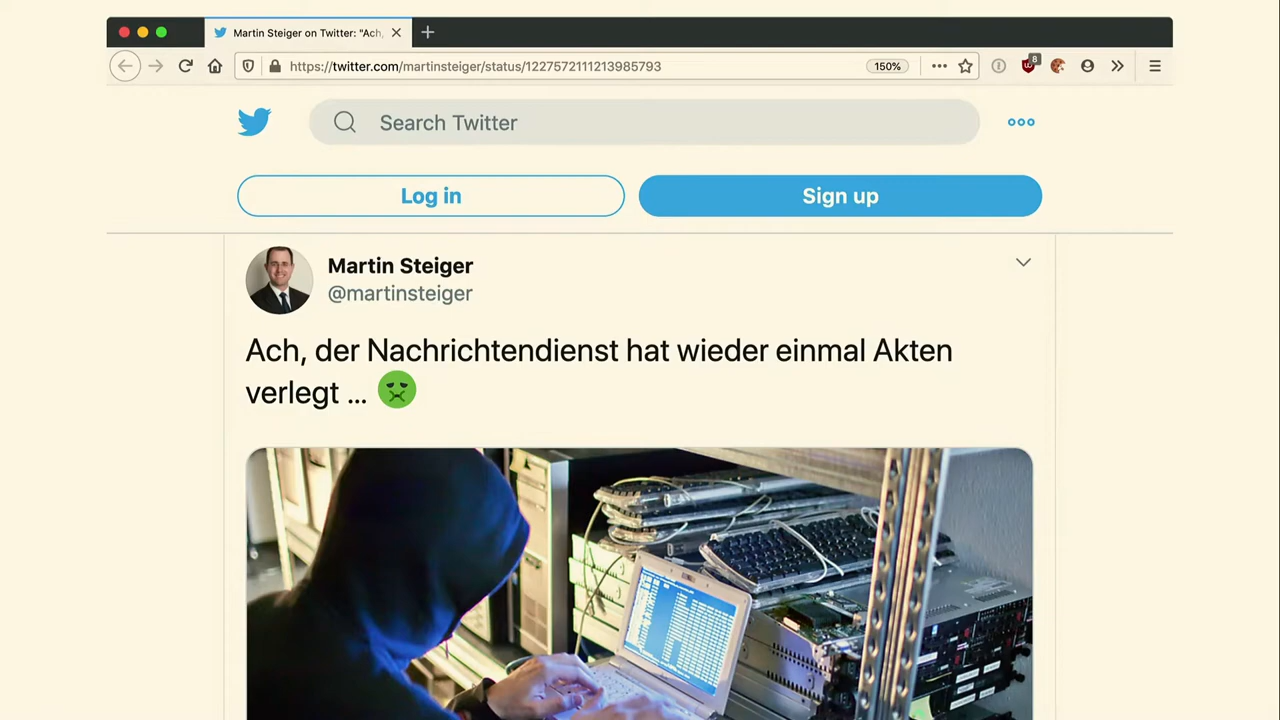 Martin Steiger on Twitter: "Ach,
https://twitter.com/martinsteiger/status/1227572111213985793
150%
8
Search Twitter
Log in
Sign up
Martin Steiger
@martinsteiger
Ach, der Nachrichtendienst hat wieder einmal Akten
verlegt ...